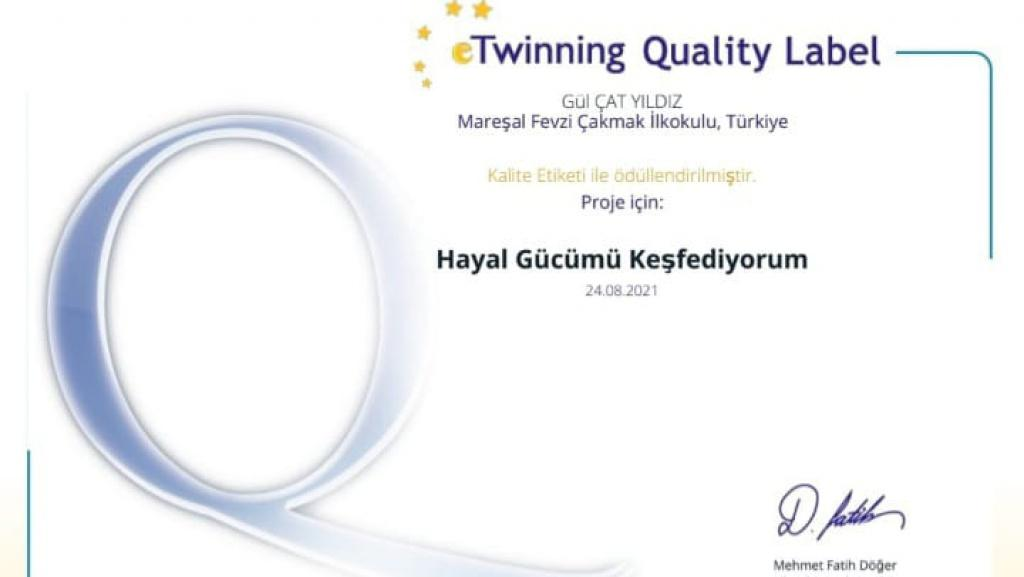 eTwinning Quality Label
Gül ÇAT YILDIZ
Mareşal Fevzi Çakmak İlkokulu, Türkiye
Kalite Etiketi ile ödüllendirilmiştir.
Proje için:
Hayal Gücümü Keşfediyorum
24.08.2021
D. Fatih
Mehmet Fatih Döğer